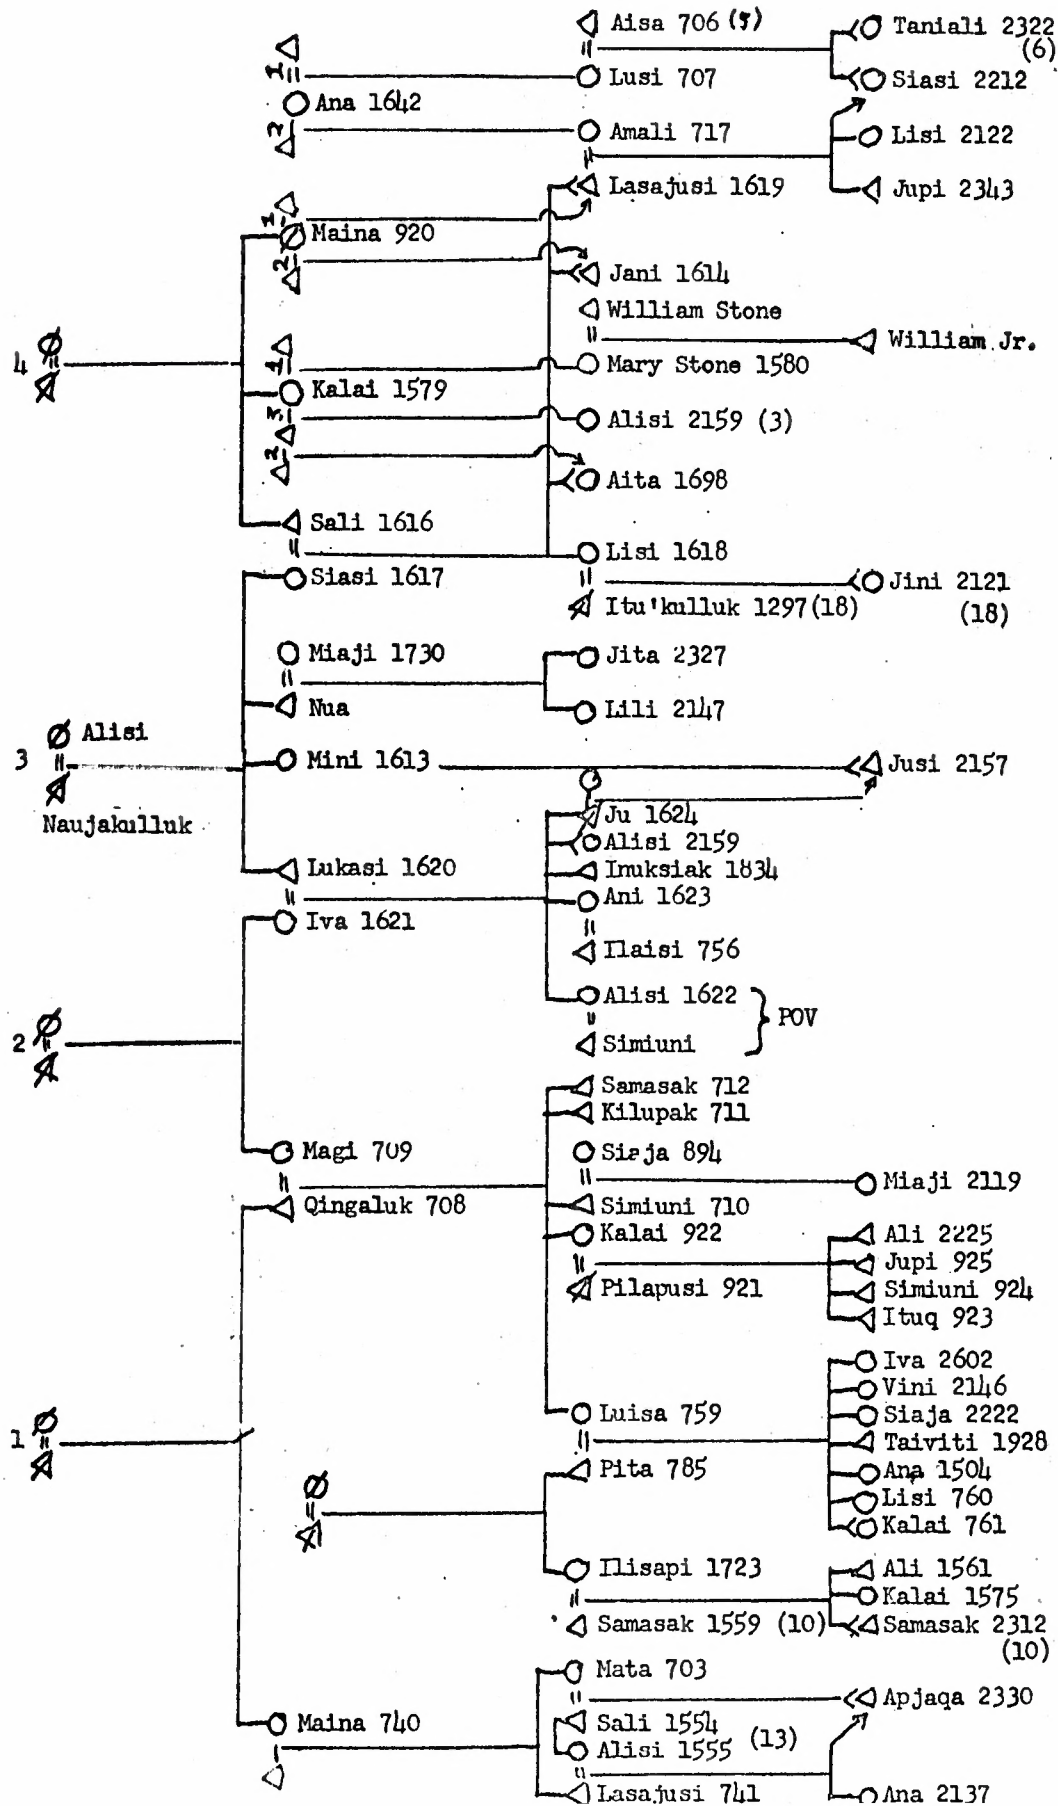 Aisa 706 (5)
Taniali 2322
(6)
1
Lusi 707
Siasi 2212
Ana 1642
2
Amali 717
Lisi 2122
Lasajusi 1619
Jupi 2343
1
Maina 920
2
Jani 1614
William Stone
4
William Jr.
1
Mary Stone 1580
Kalai 1579
3
Alisi 2159 (3)
2
Aita 1698
Sali 1616
Lisi 1618
Siasi 1617
Jini 2121
Itu'kulluk 1297 (18)
(18)
Miaji 1730
Jita 2327
Nua
Lili 2147
Alisi
3
Mini 1613
Jusi 2157
Naujakulluk
Ju 1624
Alisi 2159
Lukasi 1620
Inuksiak 1834
Ani 1623
Iva 1621
Ilaisi 756
Alisi 1622
POV
2
Simiuni
Samasak 712
Kilupak 711
Magi 709
Siaja 894
Miaji 2119
Qingaluk 708
Simiuni 710
Kalai 922
Ali 2225
Jupi 925
Pilapusi 921
Simiuni 924
Ituq 923
Iva 2602
Vini 2146
Luisa 759
Siaja 2222
1
Taiviti 1928
Pita 785
Ana 1504
Lisi 760
Kalai 761
Ilisapi 1723
Ali 1561
Kalai 1575
Samasak 1559 (10)
Samasak 2312
(10)
Mata 703
Apjaqa 2330
Maina 740
Sali 1554
(13)
Alisi 1555
Lasajusi 741
Ana 2137